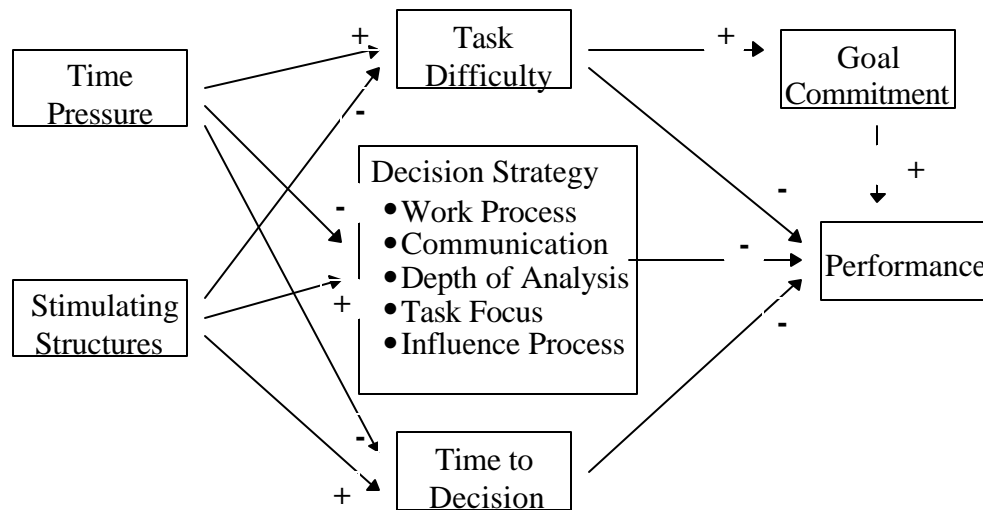 Time
Pressure
Stimulating
Structures
+
-
-
+
-
+
Task
Difficulty
Decision Strategy
•Work Process
•Communication
•Depth of Analysis
•Task Focus
•Influence Process
Time to
Decision
+
-
-
-
Goal
Commitment
+
Performance